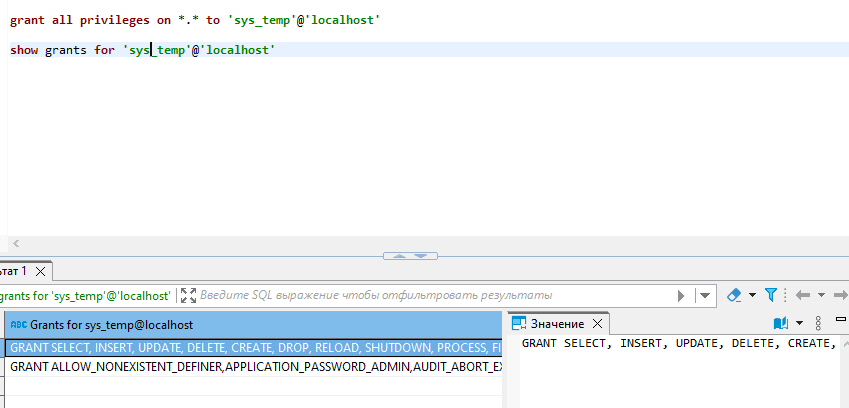 grant all privileges on *.* to 'sys_temp'@'localhost'
show grants for 'sys_temp'@'localhost'
тат 1
grants for 'sys_temp'@'localhost'
Введите SQL выражение чтобы отфильтровать результаты
ABC Grants for sys_temp@localhost
Значение
GRANT SELECT, INSERT, UPDATE, DELETE, CREATE, DROP, RELOAD, SHUTDOWN, PROCESS, FI
GRANT SELECT, INSERT, UPDATE, DELETE, CREATE,
GRANT ALLOW_NONEXISTENT_DEFINER,APPLICATION_PASSWORD_ADMIN,AUDIT_ABORT_EX